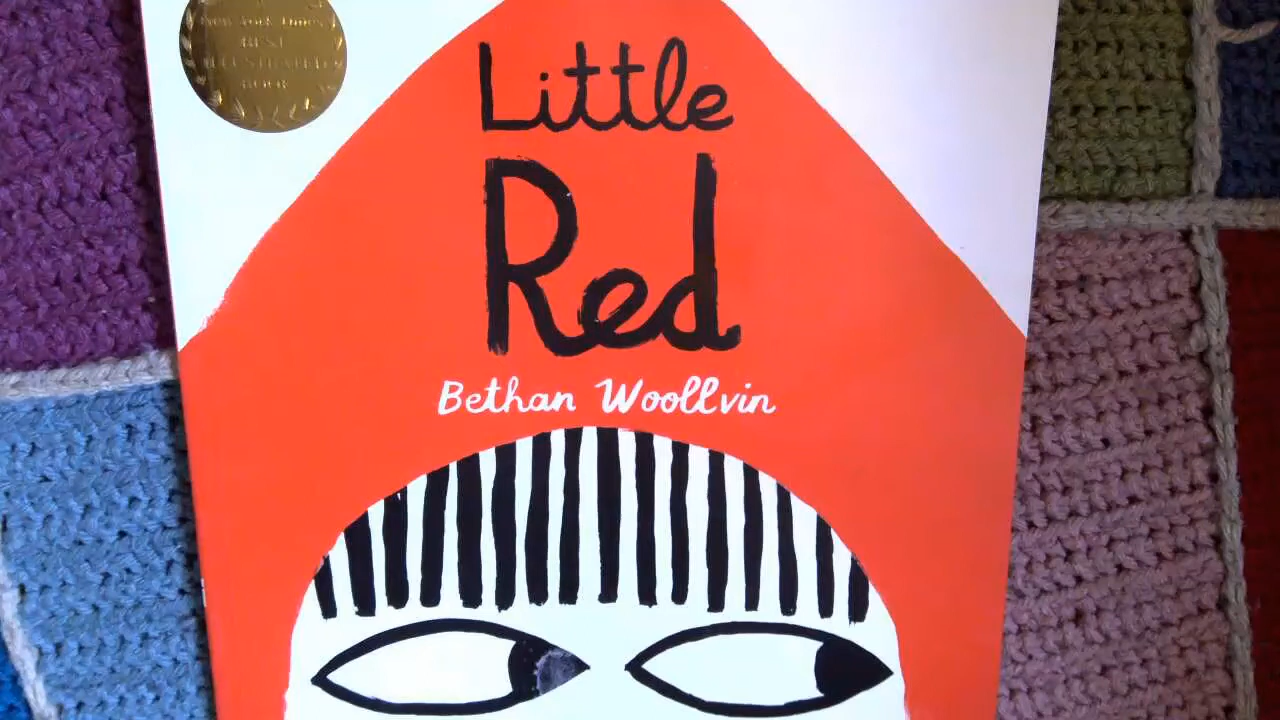 New York Times
BEST
ILLUSTRATED
BOOK
Little
Red
Bethan Woollvin